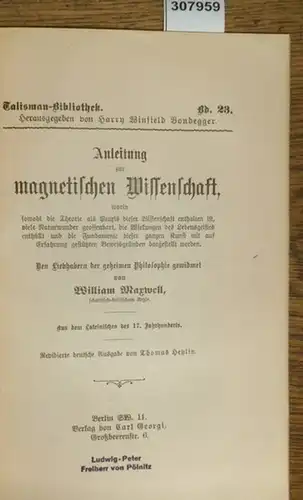 307959
Talisman-Bibliothek. Bd. 23.
Herausgegeben von Harry Winfield Bondegger.
Anleitung
zur
magnetischen Wissenschaft,
worin
sowohl die Theorie als Praxis dieser Wissenschaft enthalten ist,
viele Naturwunder geoffenbart, die Wirkungen des Lebensgeistes
enthüllt und die Fundamente dieser ganzen Kunst mit auf
Erfahrung gestützten Beweisgründen dargestellt werden.
Den Liebhabern der geheimen Philosophie gewidmet
von
William Maxwell,
schottisch-britischem Arzte.
Aus dem Lateinischen des 17. Jahrhunderts.
Revidierte deutsche Ausgabe von Thomas Heylin.
Berlin SW. 11.
Verlag von Carl Georgi.
Großbeerenstr. 6.
Ludwig-Peter
Freiherr von Pölnitz